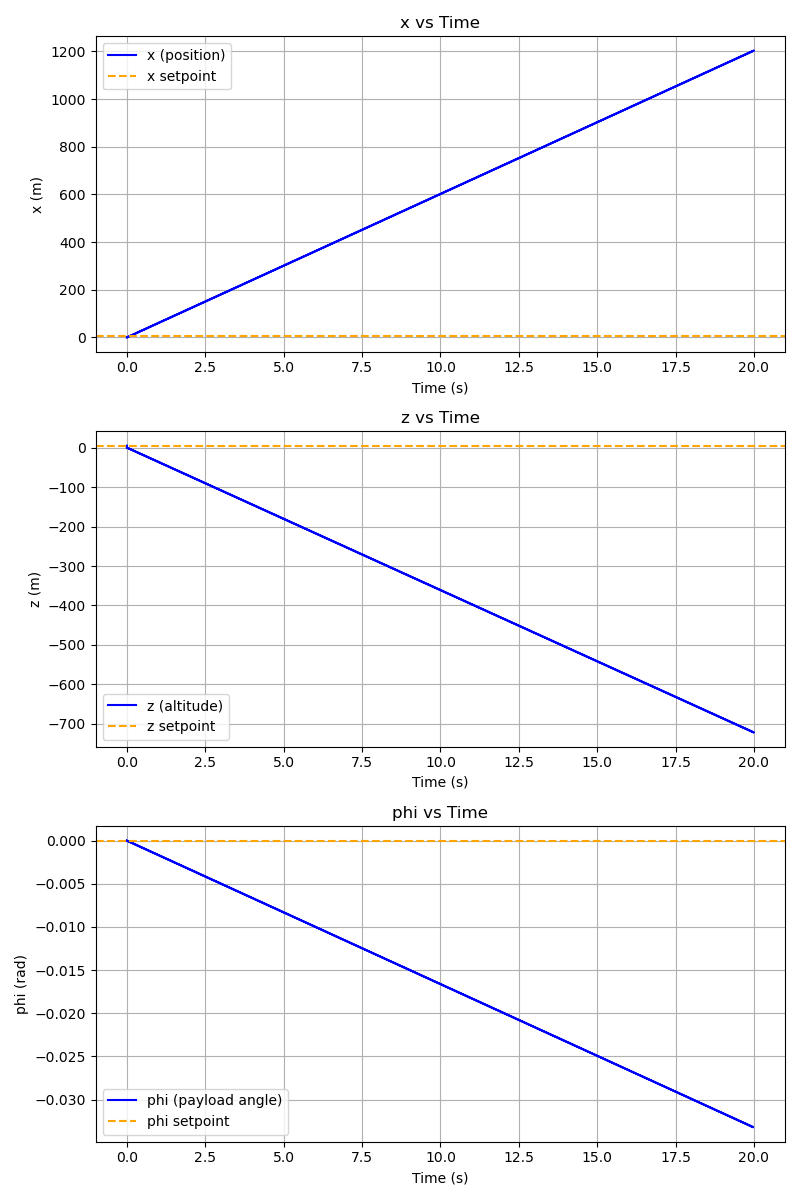 x vs Time
1200
1000
800
600
400
200
0
x (m)
x (position)
x setpoint
0.0 2.5 5.0 7.5 10.0 12.5 15.0 17.5 20.0
Time (s)
z vs Time
0
−100
−200
−300
−400
−500
−600
−700
z (m)
z (altitude)
z setpoint
0.0 2.5 5.0 7.5 10.0 12.5 15.0 17.5 20.0
Time (s)
phi vs Time
0.000
−0.005
−0.010
−0.015
−0.020
−0.025
−0.030
phi (rad)
phi (payload angle)
phi setpoint
0.0 2.5 5.0 7.5 10.0 12.5 15.0 17.5 20.0
Time (s)